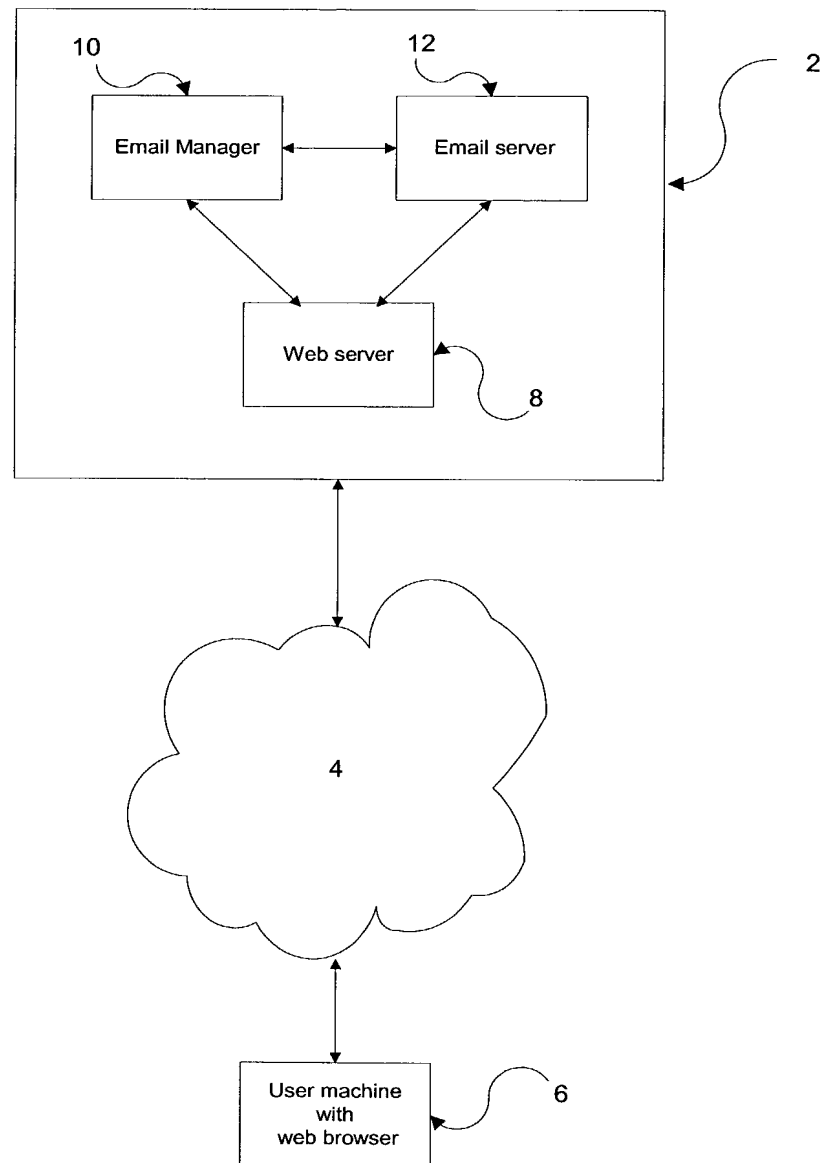 10
12
2
Email Manager
Email server
Web server
8
4
User machine
with
web browser
6